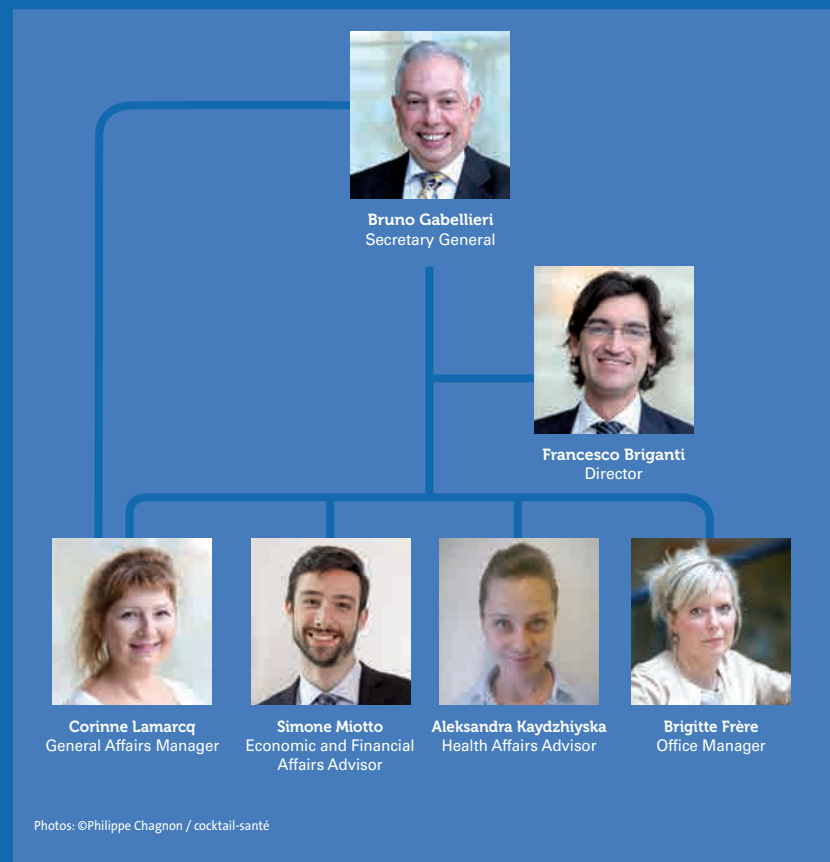 Bruno Gabellieri
Secretary General
Francesco Briganti
Director
Corinne Lamarcq
General Affairs Manager
Simone Miotto
Economic and Financial
Affairs Advisor
Aleksandra Kaydzhiyska
Health Affairs Advisor
Brigitte Frère
Office Manager
Photos: ©Philippe Chagnon / cocktail-santé